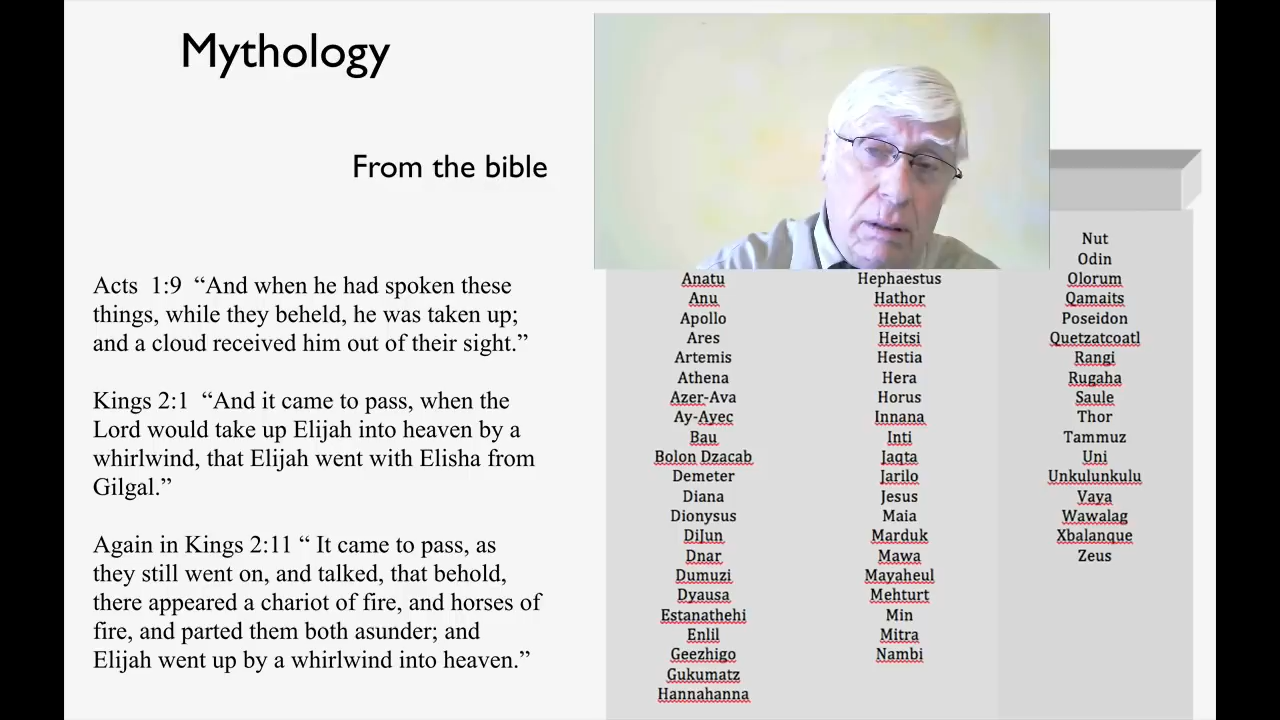 Mythology
From the bible
Acts 1:9 “And when he had spoken these
things, while they beheld, he was taken up;
and a cloud received him out of their sight.”
Kings 2:1 “And it came to pass, when the
Lord would take up Elijah into heaven by a
whirlwind, that Elijah went with Elisha from
Gilgal.”
Again in Kings 2:11 “ It came to pass, as
they still went on, and talked, that behold,
there appeared a chariot of fire, and horses of
fire, and parted them both asunder; and
Elijah went up by a whirlwind into heaven.”
Anatu
Anu
Apollo
Ares
Artemis
Athena
Azer-Ava
Ay-Ayec
Bau
Bolon Dzacab
Demeter
Diana
Dionysus
DiJun
Dnar
Dumuzi
Dyausa
Estanathehi
Enlil
Geezhigo
Gukumatz
Hannahanna
Hephaestus
Hathor
Hebat
Heitsi
Hestia
Hera
Horus
Innana
Inti
Jaqta
Jarilo
Jesus
Maia
Marduk
Mawa
Mayaheul
Mehturt
Min
Mitra
Nambi
Nut
Odin
Olorum
Qamaits
Poseidon
Quetzatcoatl
Rangi
Rugaha
Saule
Thor
Tammuz
Uni
Unkulunkulu
Vaya
Wawalag
Xbalanque
Zeus